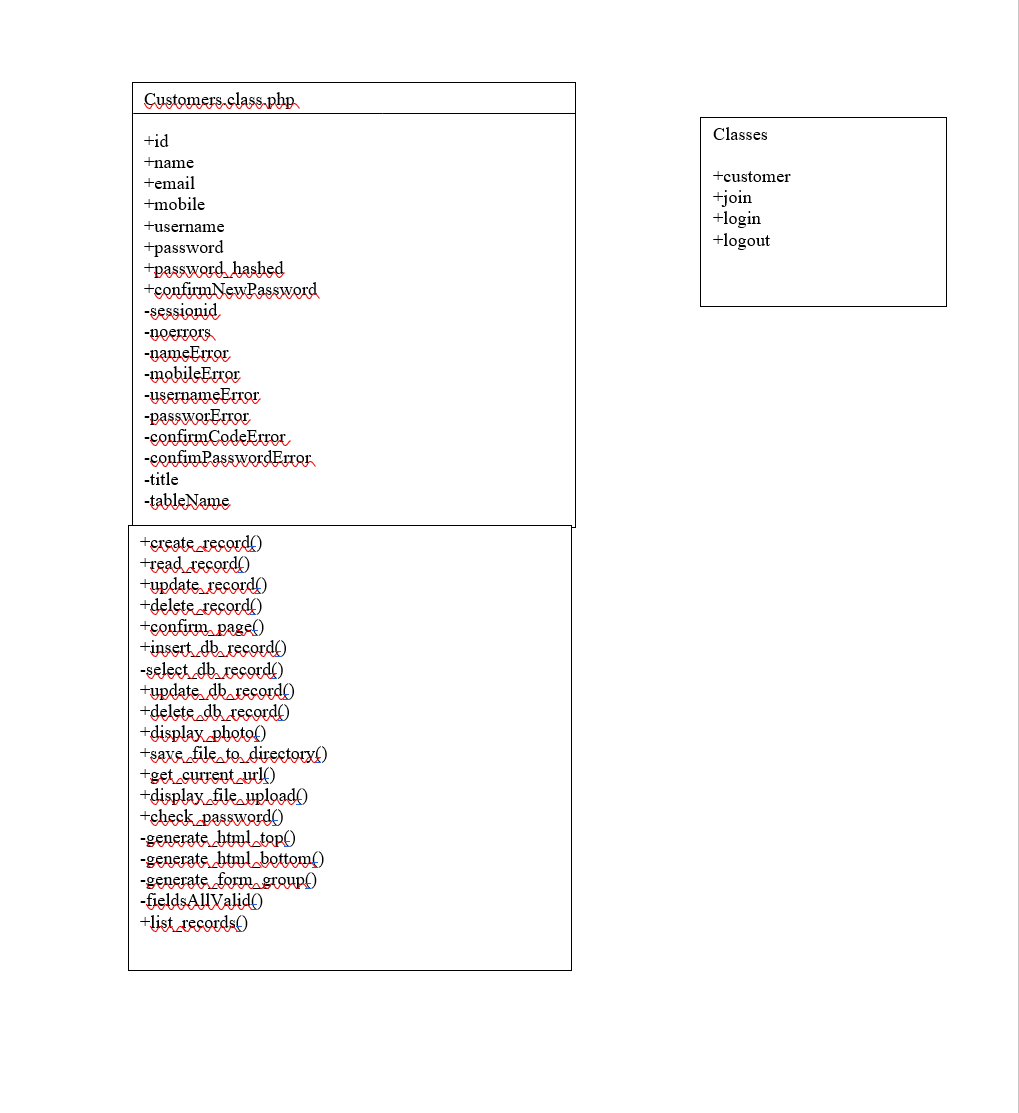 Customers.class.php
+id
+name
+email
+mobile
+username
+password
+password_hashed
+confirmNewPassword
-sessionid
-noerrors
-nameError
-mobileError
-usernameError
-passworError
-confirmCodeError
-confimPasswordError
-title
-tableName
+create_record()
+read_record()
+update_record()
+delete_record()
+confirm_page()
+insert_db_record()
-select_db_record()
+update_db_record()
+delete_db_record()
+display_photo()
+save_file_to_directory()
+get_current_url()
+display_file_upload()
+check_password()
-generate_html_top()
-generate_html_bottom()
-generate_form_group()
-fieldsAllValid()
+list_records()
Classes
+customer
+join
+login
+logout